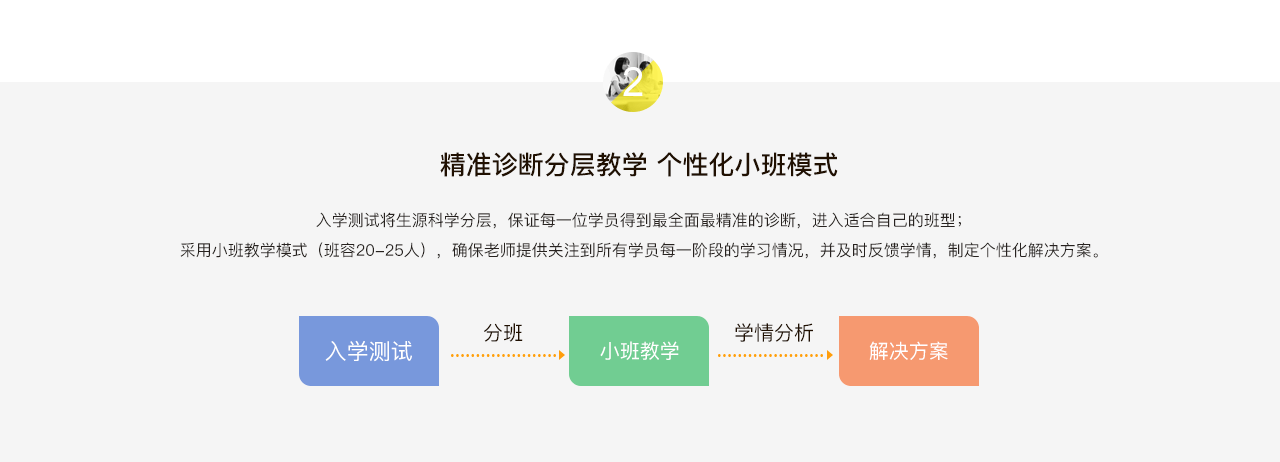 2
精准诊断分层教学 个性化小班模式
入学测试将生源科学分层，保证每一位学员得到最全面最精准的诊断，进入适合自己的班型；
采用小班教学模式（班容20-25人），确保老师提供关注到所有学员每一阶段的学习情况，并及时反馈学情，制定个性化解决方案。
入学测试
分班
小班教学
学情分析
解决方案